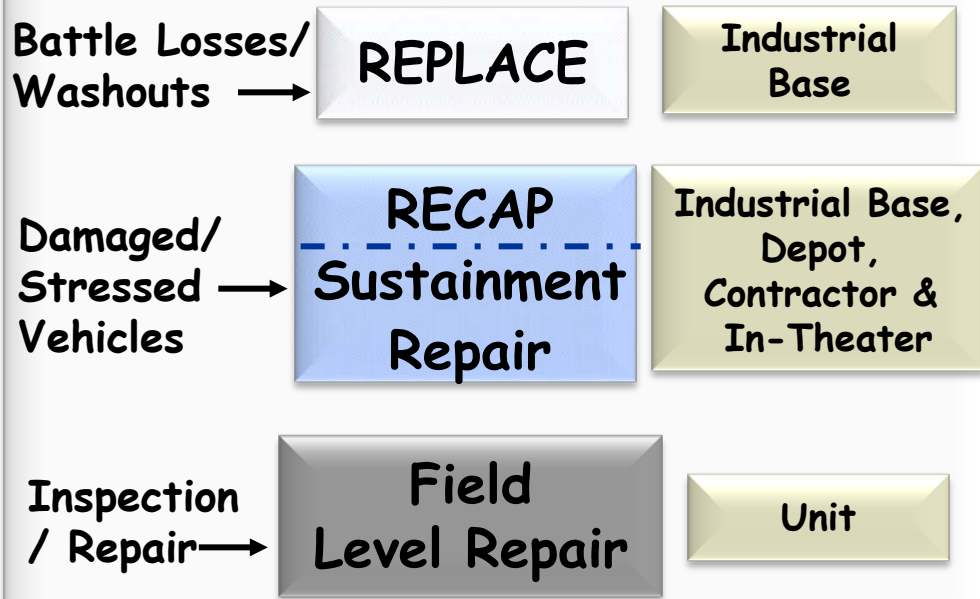 Battle Losses/
Washouts
REPLACE
Industrial
Base
Damaged/
Stressed
Vehicles
RECAP
Sustainment
Repair
Industrial Base,
Depot,
Contractor &
In-Theater
Inspection
/ Repair
Field
Level Repair
Unit